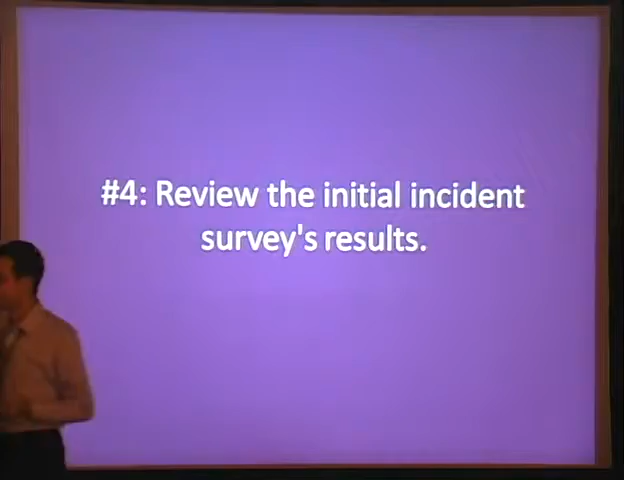 #4: Review the initial incident
survey's results.